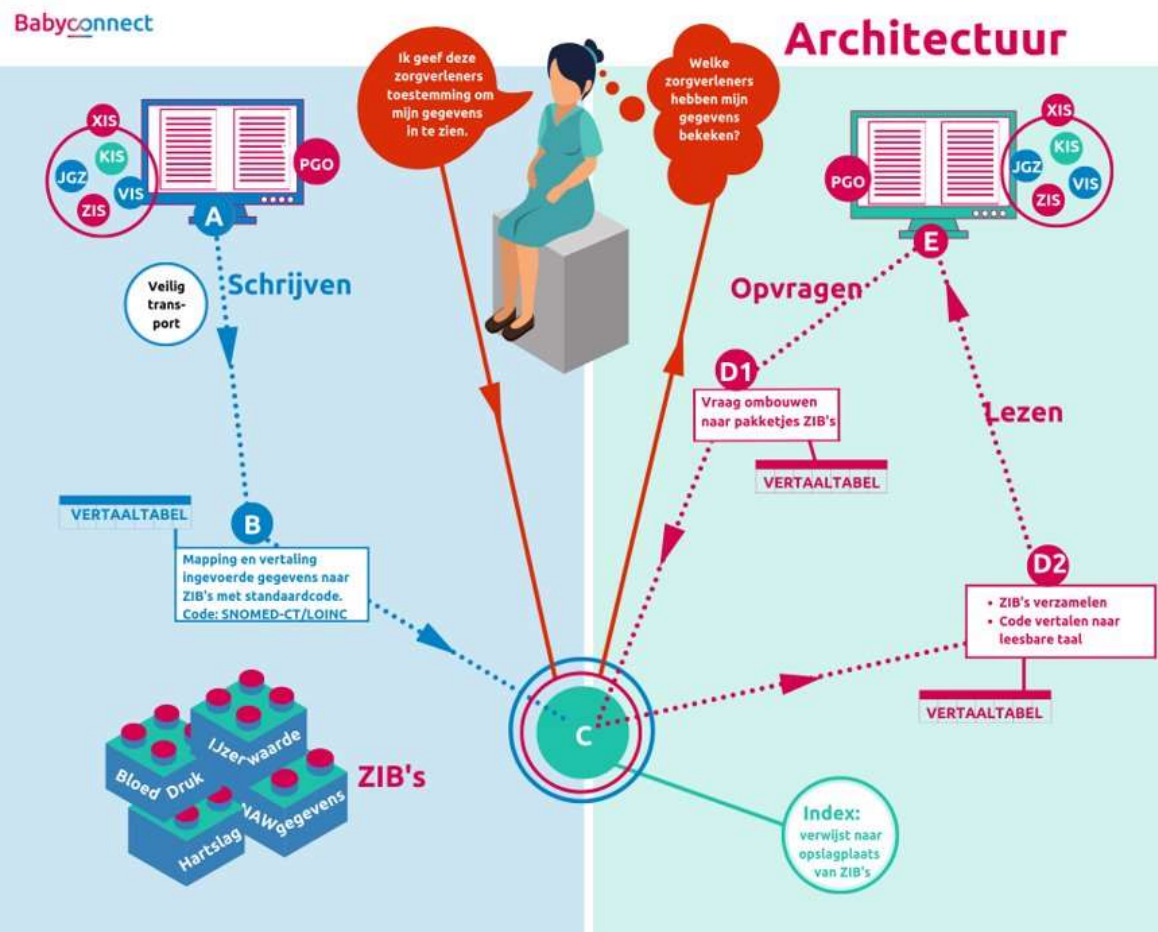 Babyconnect
Architectuur
Ik geef deze
zorgverleners
toestemming om
mijn gegevens
in te zien.
Welke
zorgverleners
hebben mijn
gegevens
bekeken?
XIS
KIS
JGZ
VIS
ZIS
PGO
A
Veilig
trans-
port
Schrijven
VERTAALTABEL
B
Mapping en vertaling
ingevoerde gegevens naar
ZIB's met standaardcode.
Code: SNOMED-CT/LOINC
XIS
KIS
JGZ
VIS
ZIS
PGO
E
Opvragen
D1
Vraag ombouwen
naar pakketjes ZIB's
VERTAALTABEL
Lezen
D2
• ZIB's verzamelen
• Code vertalen naar
leesbare taal
VERTAALTABEL
C
Index:
verwijst naar
opslagplaats
van ZIB's
IJzerwaarde
Bloed Druk
NAWgegevens
Hartslag
ZIB's